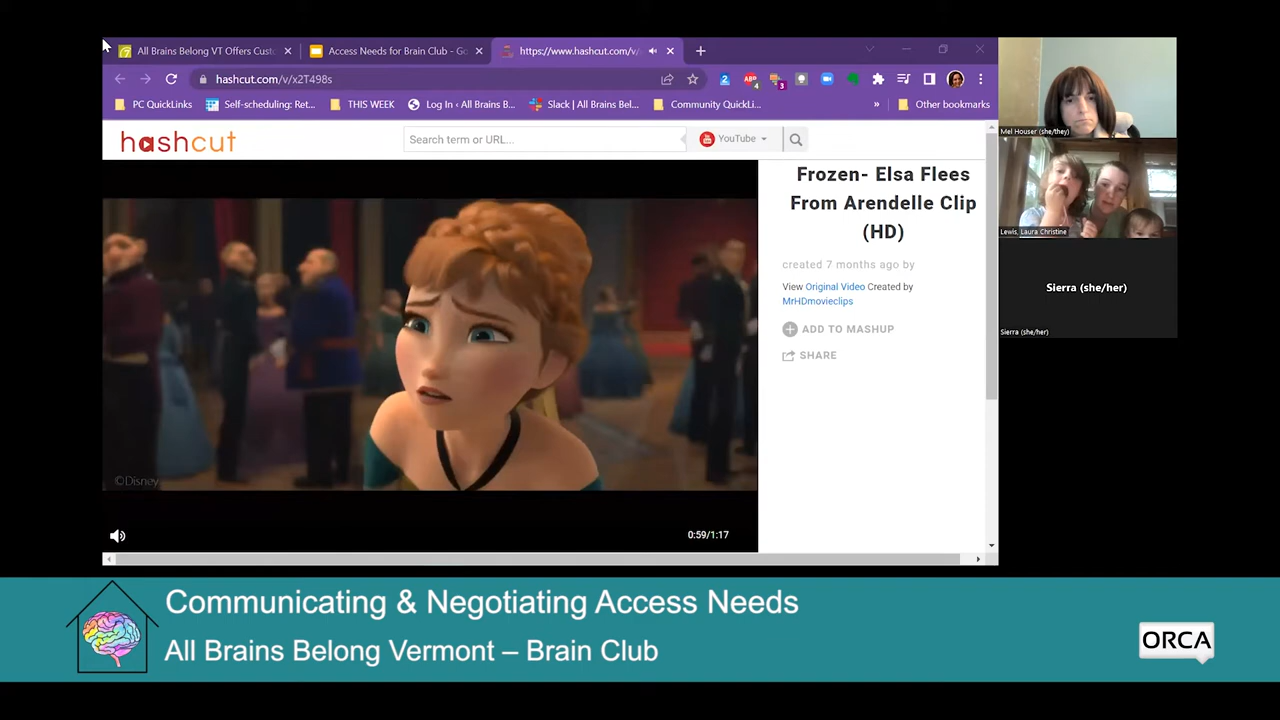 All Brains Belong VT Offers Cust
Access Needs for Brain Club - Go
https://www.hashcut.com/v/
hashcut.com/v/x2T498s
2
ABP
4
3
PC QuickLinks
Self-scheduling: Ret...
THIS WEEK
Log In ‹ All Brains B...
Slack | All Brains Bel...
Community QuickLi...
»
Other bookmarks
hashcut
Search term or URL...
YouTube
Frozen- Elsa Flees
From Arendelle Clip
(HD)
created 7 months ago by
View Original Video Created by
MrHDmovieclips
ADD TO MASHUP
SHARE
©Disney
0:59/1:17
Mel Houser (she/they)
Lewis, Laura Christine
Sierra (she/her)
Sierra (she/her)
Communicating & Negotiating Access Needs
All Brains Belong Vermont – Brain Club
ORCA